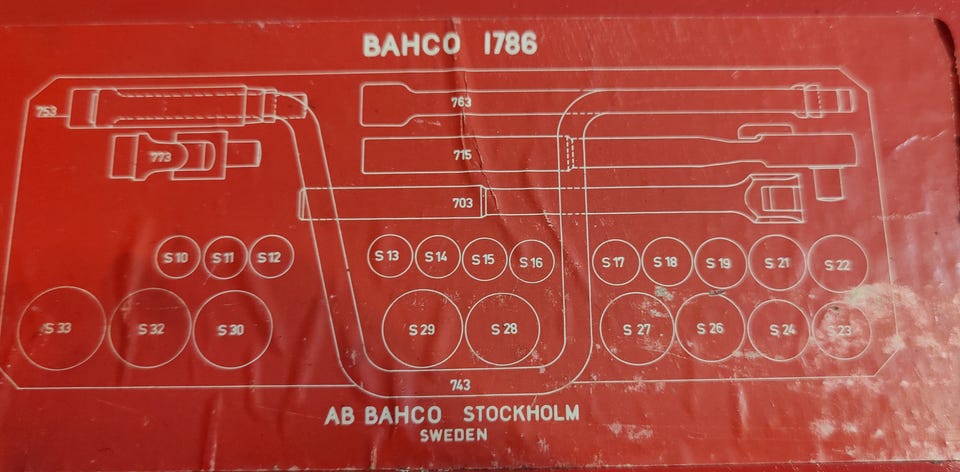 BAHCO 1786
753 763
773 715
703
S 10 S 11 S 12 S 13 S 14 S 15 S 16 S 17 S 18 S 19 S 21 S 22
S 33 S 32 S 30 S 29 S 28 S 27 S 26 S 24 S 23
743
AB BAHCO STOCKHOLM
SWEDEN